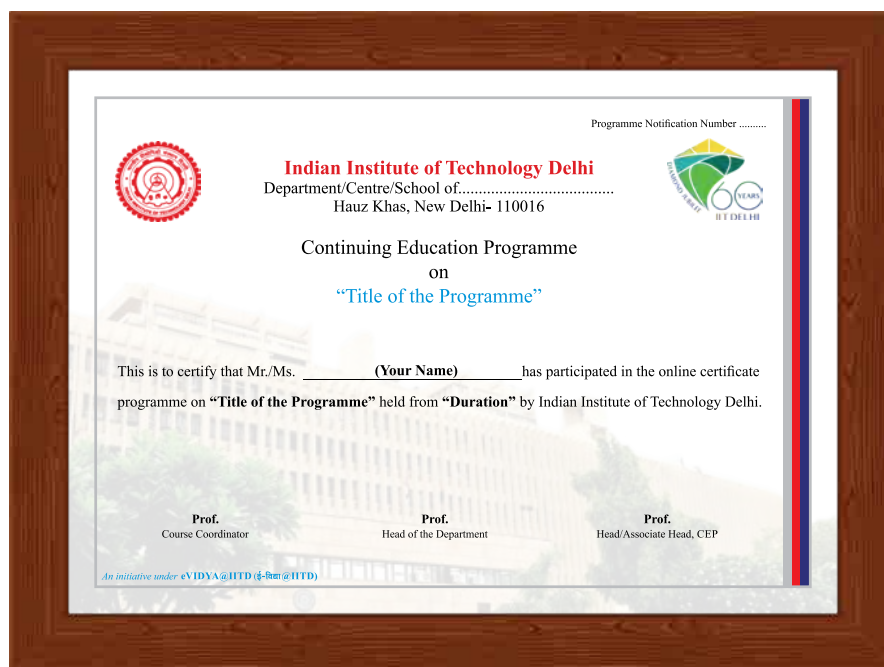 Programme Notification Number ..........
Indian Institute of Technology Delhi
Department/Centre/School of......................................
Hauz Khas, New Delhi- 110016
DIAMOND JUBILEE
60 YEARS
IIT DELHI
Continuing Education Programme
on
“Title of the Programme”
This is to certify that Mr./Ms. (Your Name) has participated in the online certificate
programme on “Title of the Programme” held from “Duration” by Indian Institute of Technology Delhi.
Prof. Prof. Prof.
Course Coordinator Head of the Department Head/Associate Head, CEP
An initiative under eVIDYA@IITD (ई-विद्या@IITD)